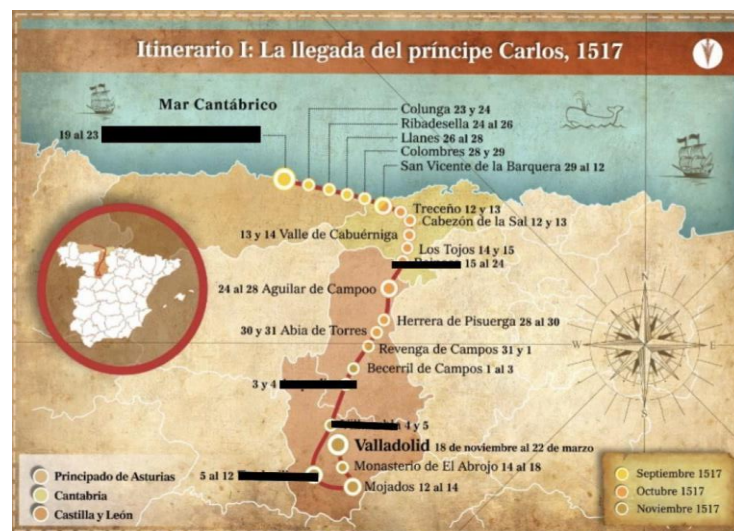 Itinerario I: La llegada del príncipe Carlos, 1517
Mar Cantábrico
19 al 23
Colunga 23 y 24
Ribadesella 24 al 26
Llanes 26 al 28
Colombres 28 y 29
San Vicente de la Barquera 29 al 12
Treceño 12 y 13
Cabezón de la Sal 12 y 13
13 y 14 Valle de Cabuérniga
Los Tojos 14 y 15
15 al 24
24 al 28 Aguilar de Campoo
Herrera de Pisuerga 28 al 30
30 y 31 Abia de Torres
Revenga de Campos 31 y 1
Becerril de Campos 1 al 3
3 y 4
4 y 5
Valladolid 18 de noviembre al 22 de marzo
Monasterio de El Abrojo 14 al 18
5 al 12
Mojados 12 al 14
N
W
E
S
Principado de Asturias
Cantabria
Castilla y León
Septiembre 1517
Octubre 1517
Noviembre 1517